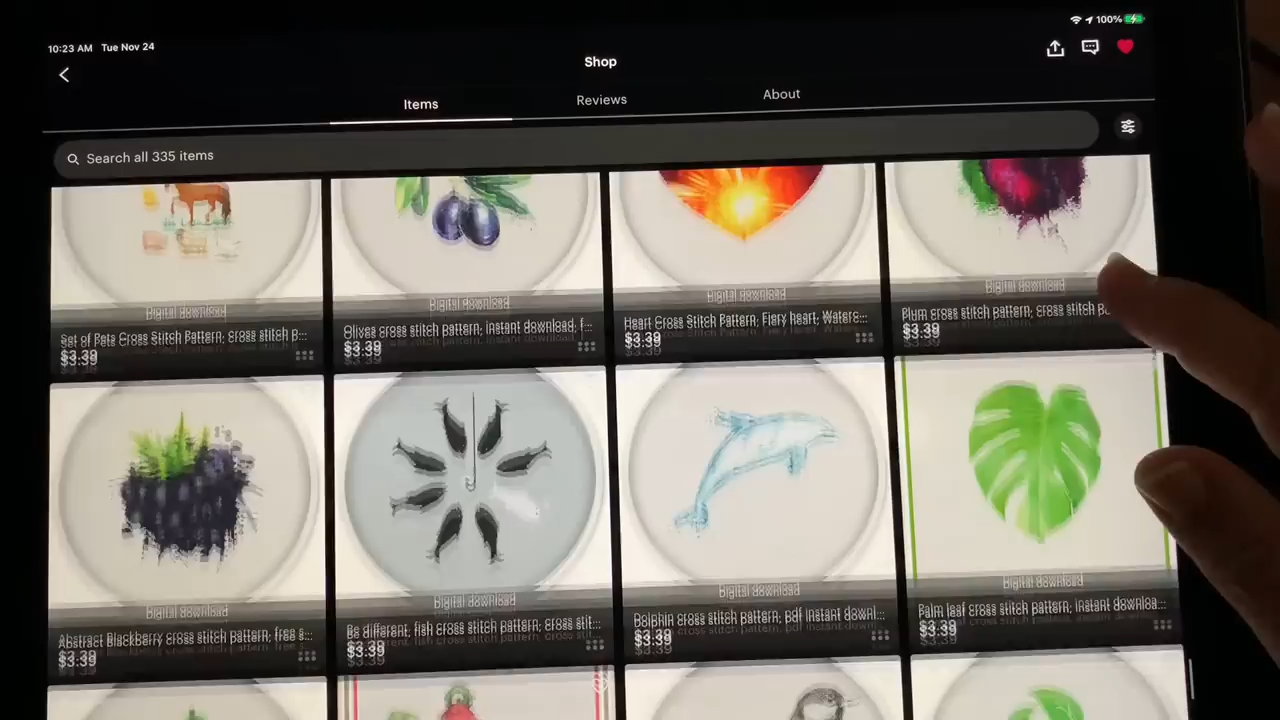 10:23 AM Tue Nov 24
100%
Shop
Items
Reviews
About
Search all 335 items
Digital download
Set of Pets Cross Stitch Pattern, cross stitch p...
$3.39
Digital download
Olives cross stitch pattern, instant download, f...
$3.39
Digital download
Heart Cross Stitch Pattern, Fiery heart, Waterc...
$3.39
Digital download
Plum cross stitch pattern, cross stitch
$3.39
Digital download
Abstract Blackberry cross stitch pattern, free s...
$3.39
Digital download
Be different, fish cross stitch pattern, cross stit...
$3.39
Digital download
Dolphin cross stitch pattern, pdf instant downl...
$3.39
Digital download
Palm leaf cross stitch pattern, instant downloa...
$3.39